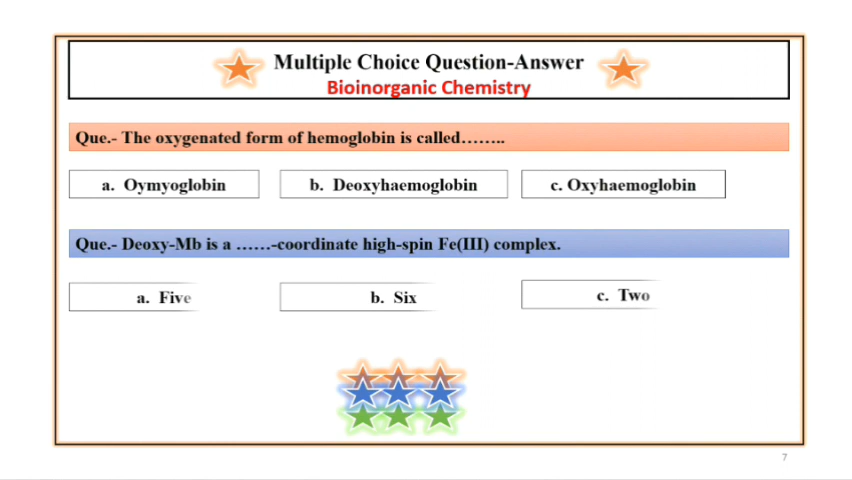 Multiple Choice Question-Answer
Bioinorganic Chemistry
Que.- The oxygenated form of hemoglobin is called……..
a. Oymyoglobin
b. Deoxyhaemoglobin
c. Oxyhaemoglobin
Que.- Deoxy-Mb is a ……-coordinate high-spin Fe(III) complex.
a. Five
b. Six
c. Two
7